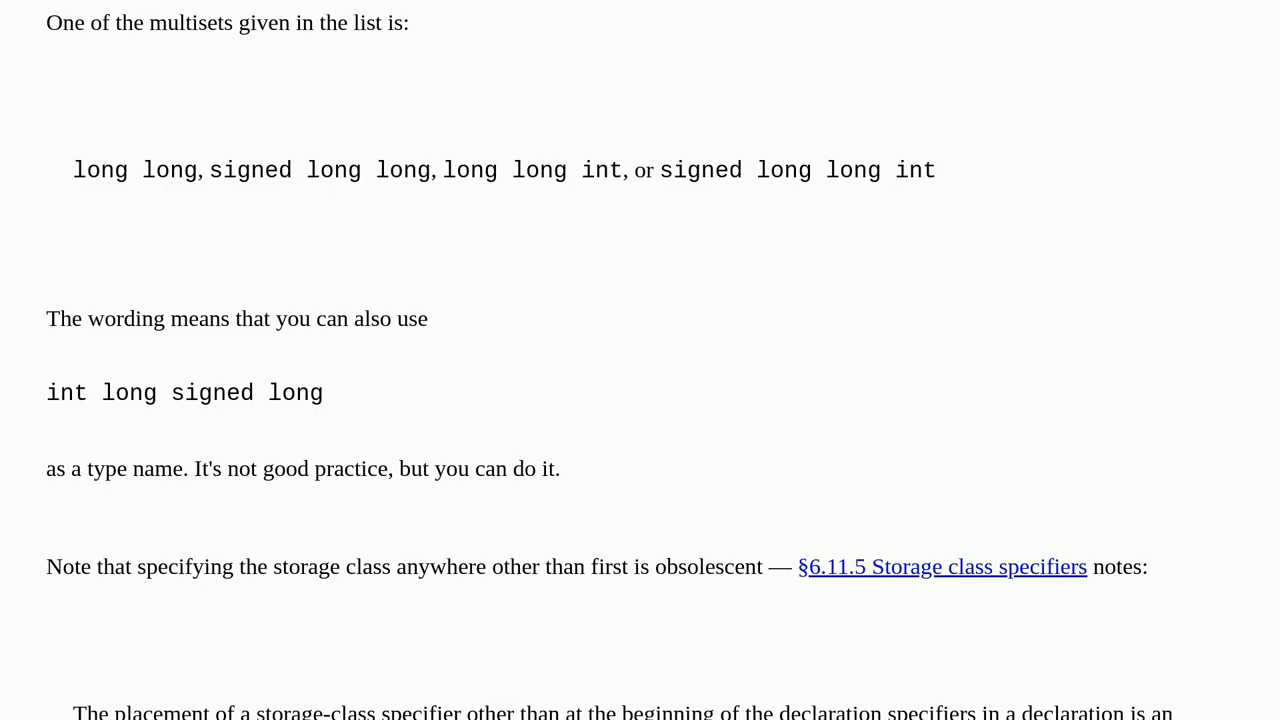 One of the multisets given in the list is:
long long, signed long long, long long int, or signed long long int
The wording means that you can also use
int long signed long
as a type name. It's not good practice, but you can do it.
Note that specifying the storage class anywhere other than first is obsolescent — §6.11.5 Storage class specifiers notes:
The placement of a storage-class specifier other than at the beginning of the declaration specifiers in a declaration is an